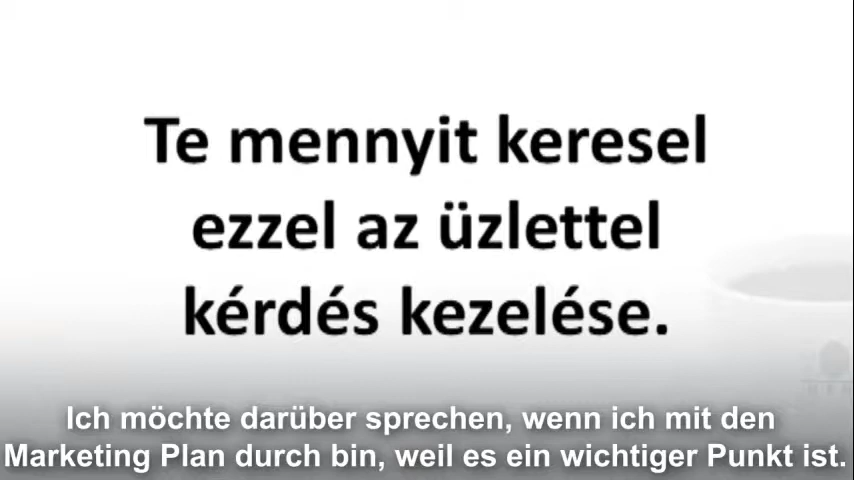 Te mennyit keresel
ezzel az üzlettel
kérdés kezelése.
Ich möchte darüber sprechen, wenn ich mit den
Marketing Plan durch bin, weil es ein wichtiger Punkt ist.